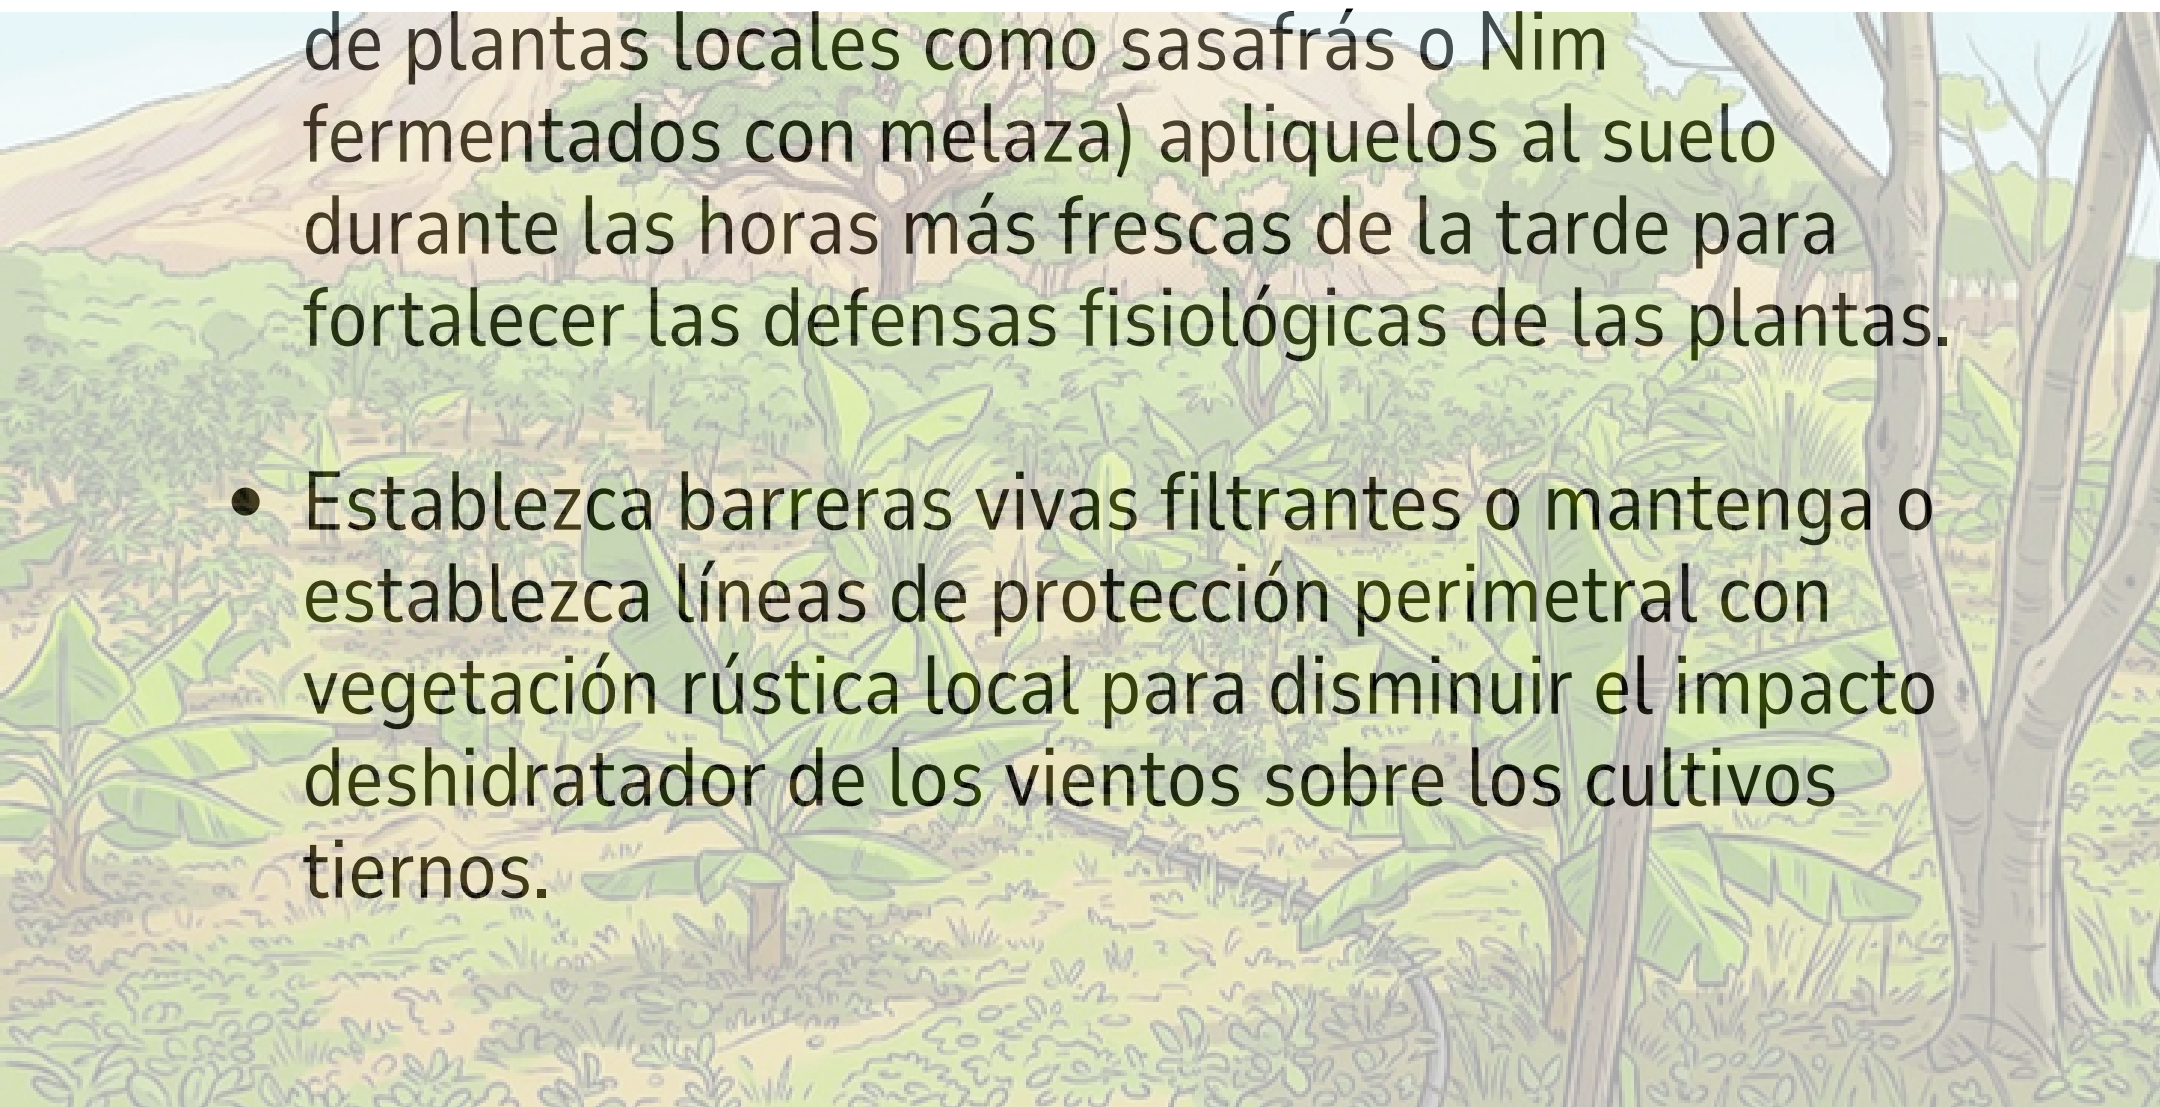 de plantas locales como sasafrás o Nim
fermentados con melaza) apliquelos al suelo
durante las horas más frescas de la tarde para
fortalecer las defensas fisiológicas de las plantas.
• Establezca barreras vivas filtrantes o mantenga o
establezca líneas de protección perimetral con
vegetación rústica local para disminuir el impacto
deshidratador de los vientos sobre los cultivos
tiernos.